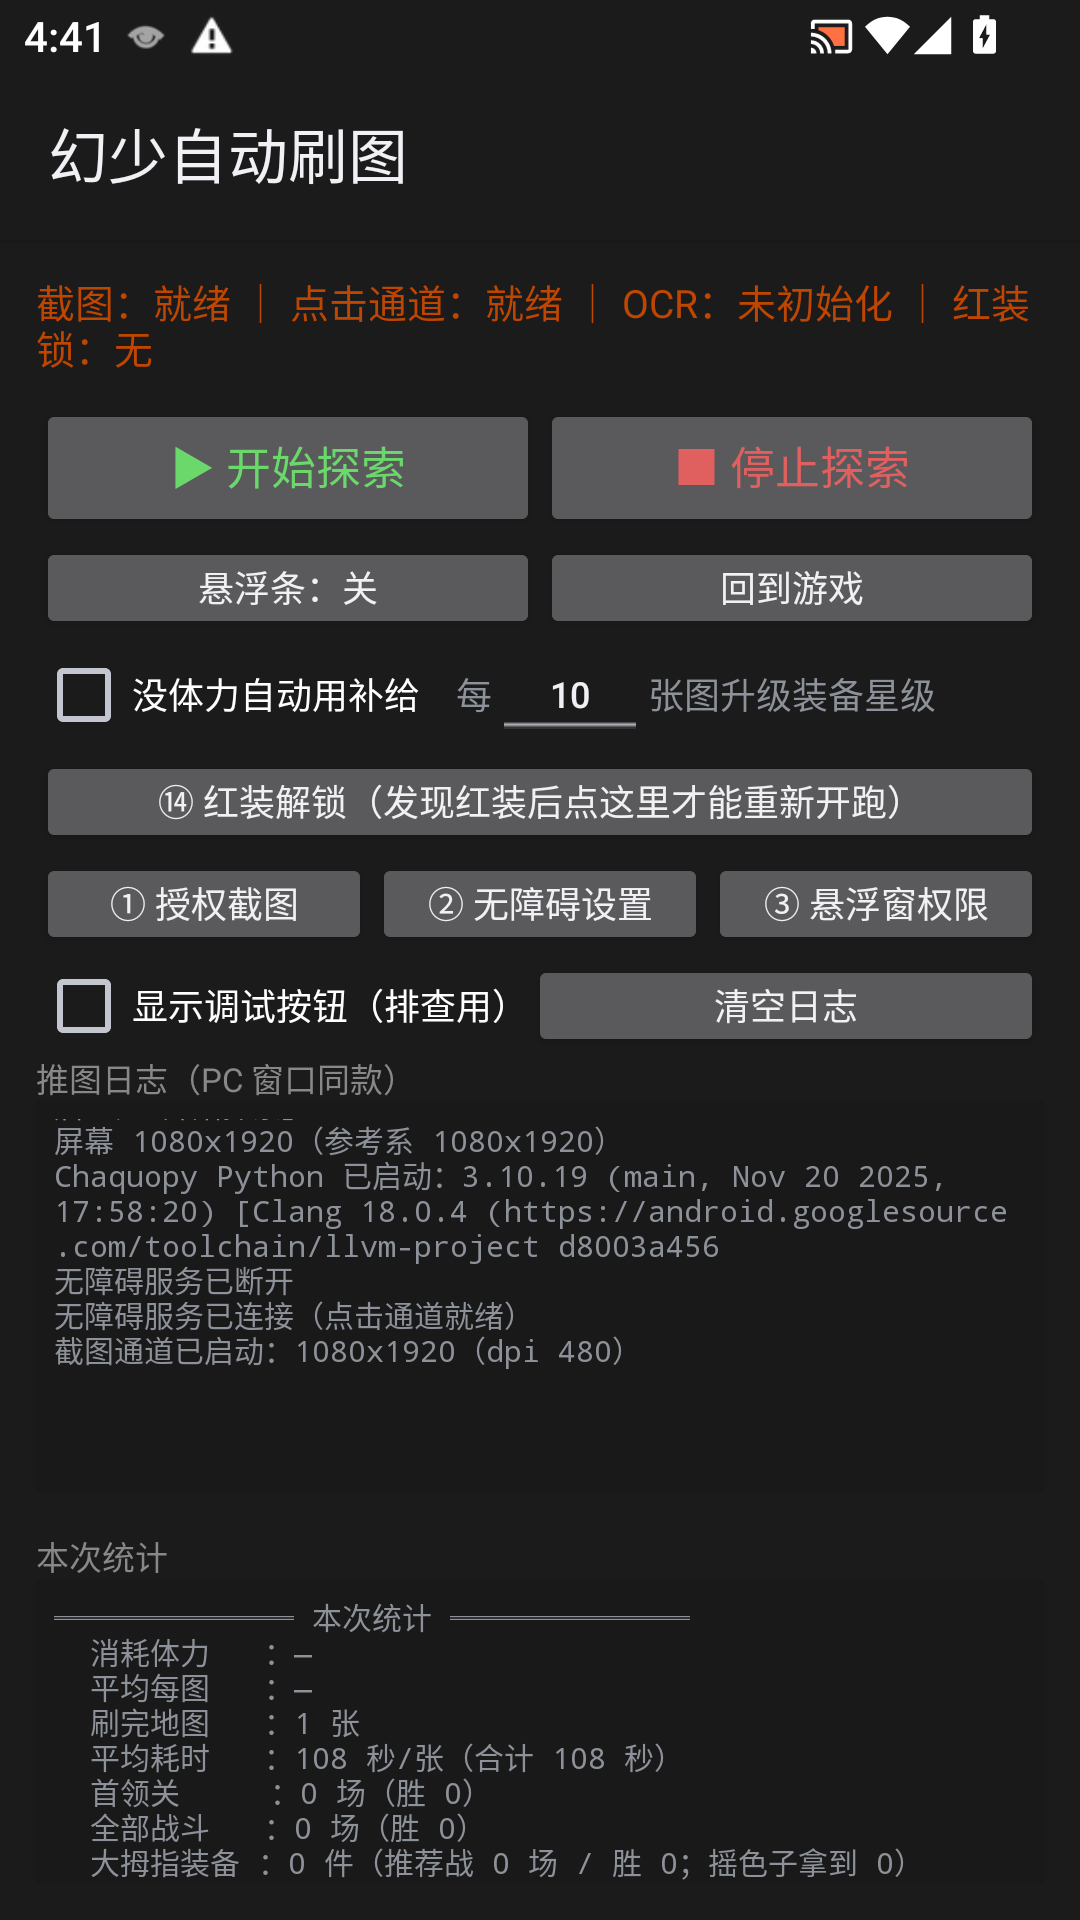 4:41
幻少自动刷图
截图：就绪 ｜ 点击通道：就绪 ｜ OCR：未初始化 ｜ 红装
锁：无
▶ 开始探索
■ 停止探索
悬浮条：关
回到游戏
没体力自动用补给 每 10 张图升级装备星级
⑭ 红装解锁（发现红装后点这里才能重新开跑）
① 授权截图
② 无障碍设置
③ 悬浮窗权限
显示调试按钮（排查用）
清空日志
推图日志（PC 窗口同款）
屏幕 1080x1920（参考系 1080x1920）
Chaquopy Python 已启动：3.10.19 (main, Nov 20 2025,
17:58:20) [Clang 18.0.4 (https://android.googlesource
.com/toolchain/llvm-project d8003a456
无障碍服务已断开
无障碍服务已连接（点击通道就绪）
截图通道已启动：1080x1920（dpi 480）
本次统计
════════════ 本次统计 ════════════
消耗体力 ：—
平均每图 ：—
刷完地图 ：1 张
平均耗时 ：108 秒/张（合计 108 秒）
首领关 ：0 场（胜 0）
全部战斗 ：0 场（胜 0）
大拇指装备 ：0 件（推荐战 0 场 / 胜 0；摇色子拿到 0）